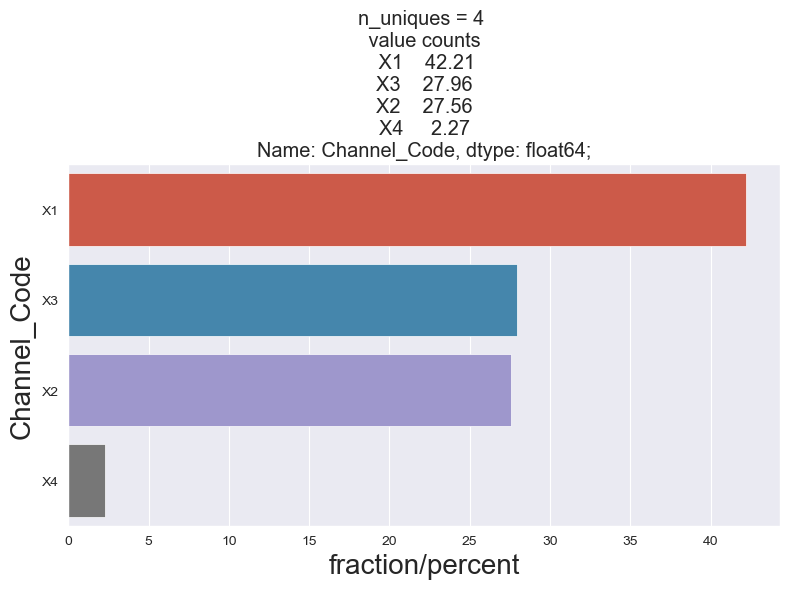 n_uniques = 4
value counts
X1 42.21
X3 27.96
X2 27.56
X4 2.27
Name: Channel_Code, dtype: float64;
Channel_Code
X1
X3
X2
X4
0 5 10 15 20 25 30 35 40
fraction/percent